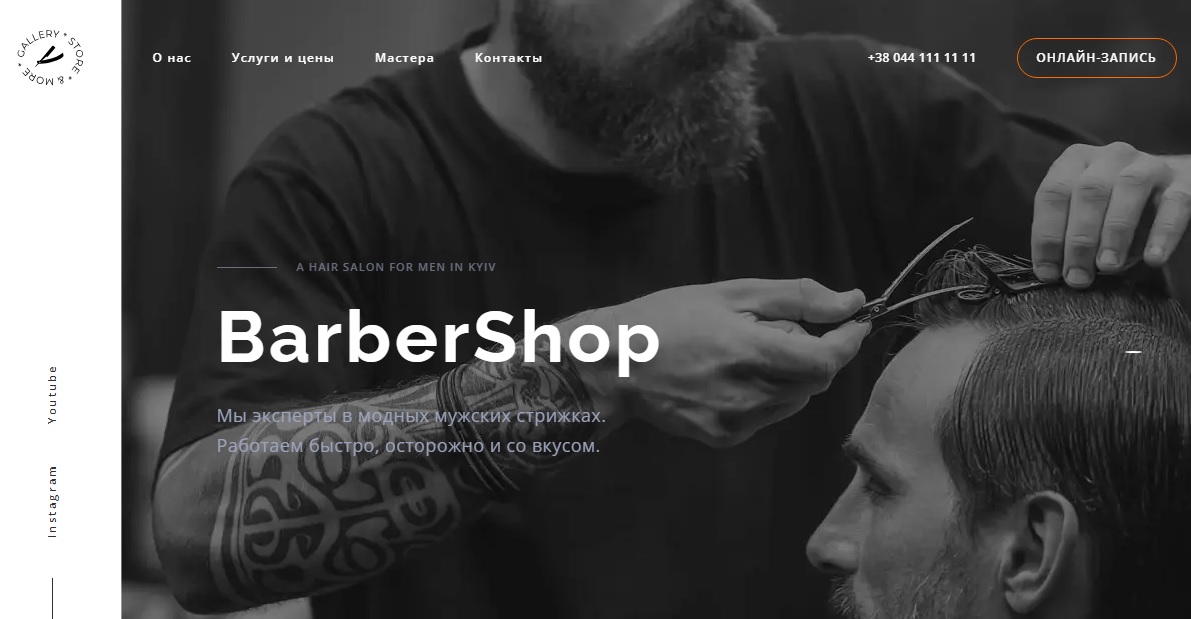 GALLERY * STORE * & MORE *
О нас
Услуги и цены
Мастера
Контакты
+38 044 111 11 11
ОНЛАЙН-ЗАПИСЬ
A HAIR SALON FOR MEN IN KYIV
BarberShop
Мы эксперты в модных мужских стрижках.
Работаем быстро, осторожно и со вкусом.
Youtube
Instagram